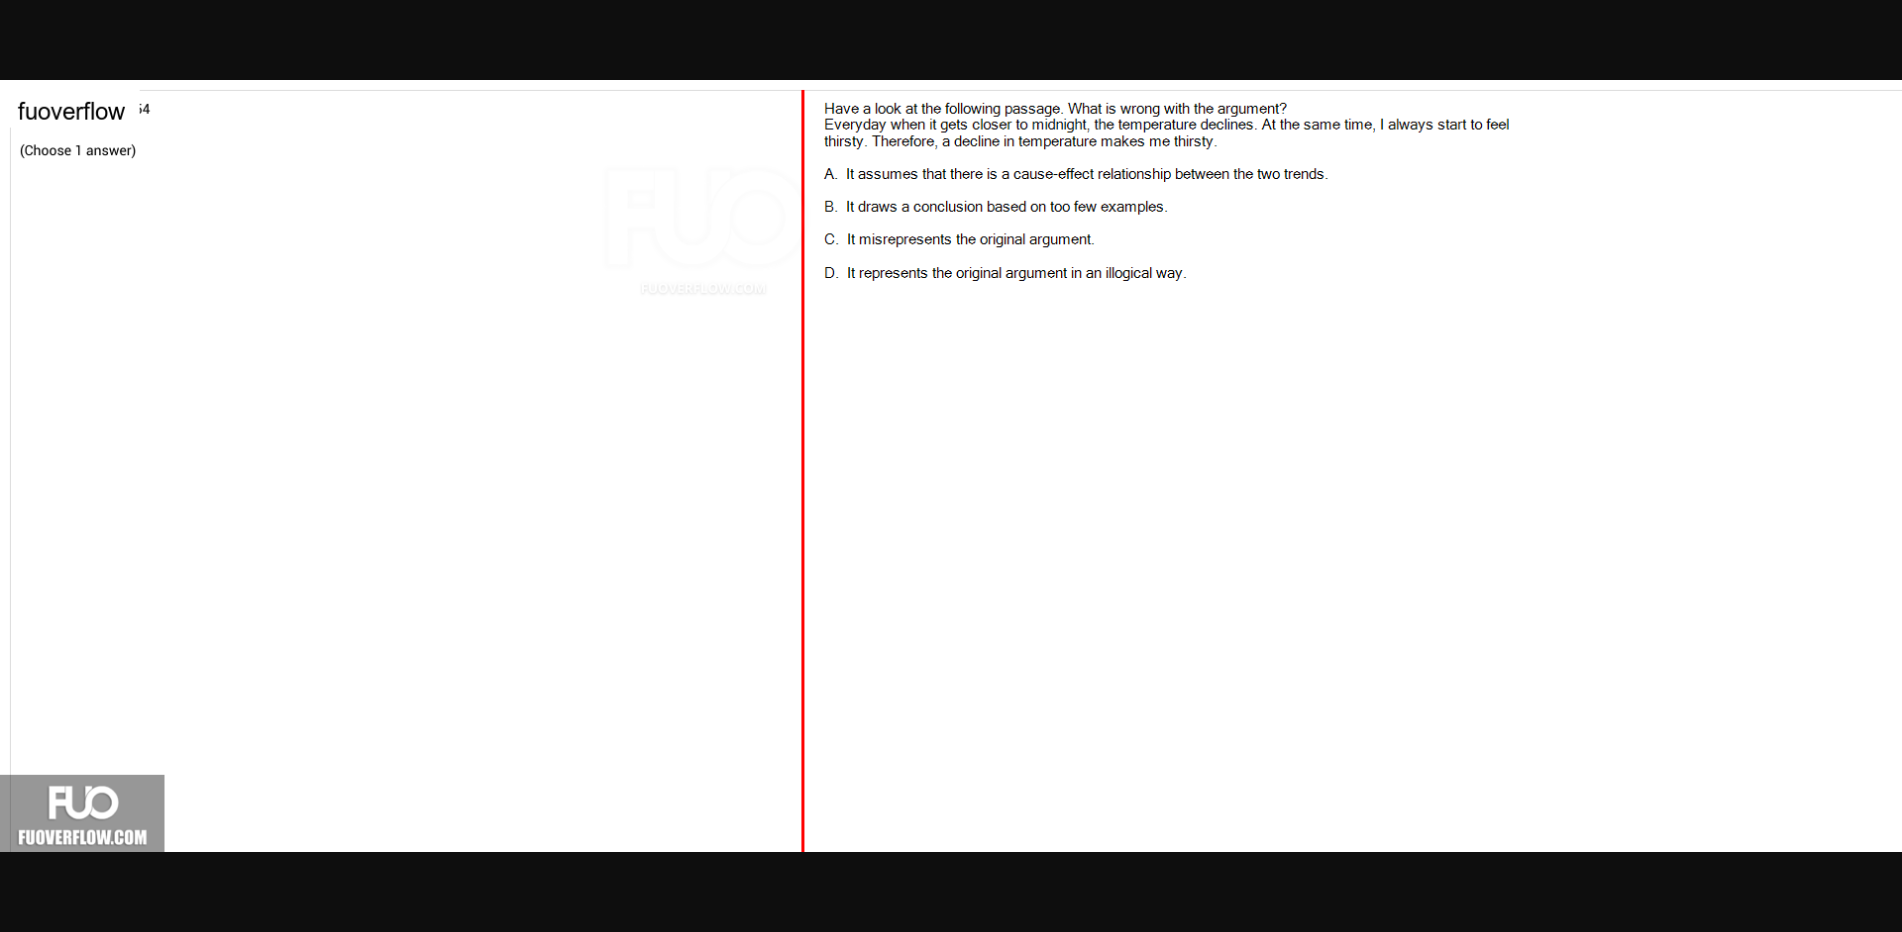 fuoverflow 54
(Choose 1 answer)
Have a look at the following passage. What is wrong with the argument?
Everyday when it gets closer to midnight, the temperature declines. At the same time, I always start to feel
thirsty. Therefore, a decline in temperature makes me thirsty.
A. It assumes that there is a cause-effect relationship between the two trends.
B. It draws a conclusion based on too few examples.
C. It misrepresents the original argument.
D. It represents the original argument in an illogical way.
FUO
FUOVERFLOW.COM
FUO
FUOVERFLOW.COM